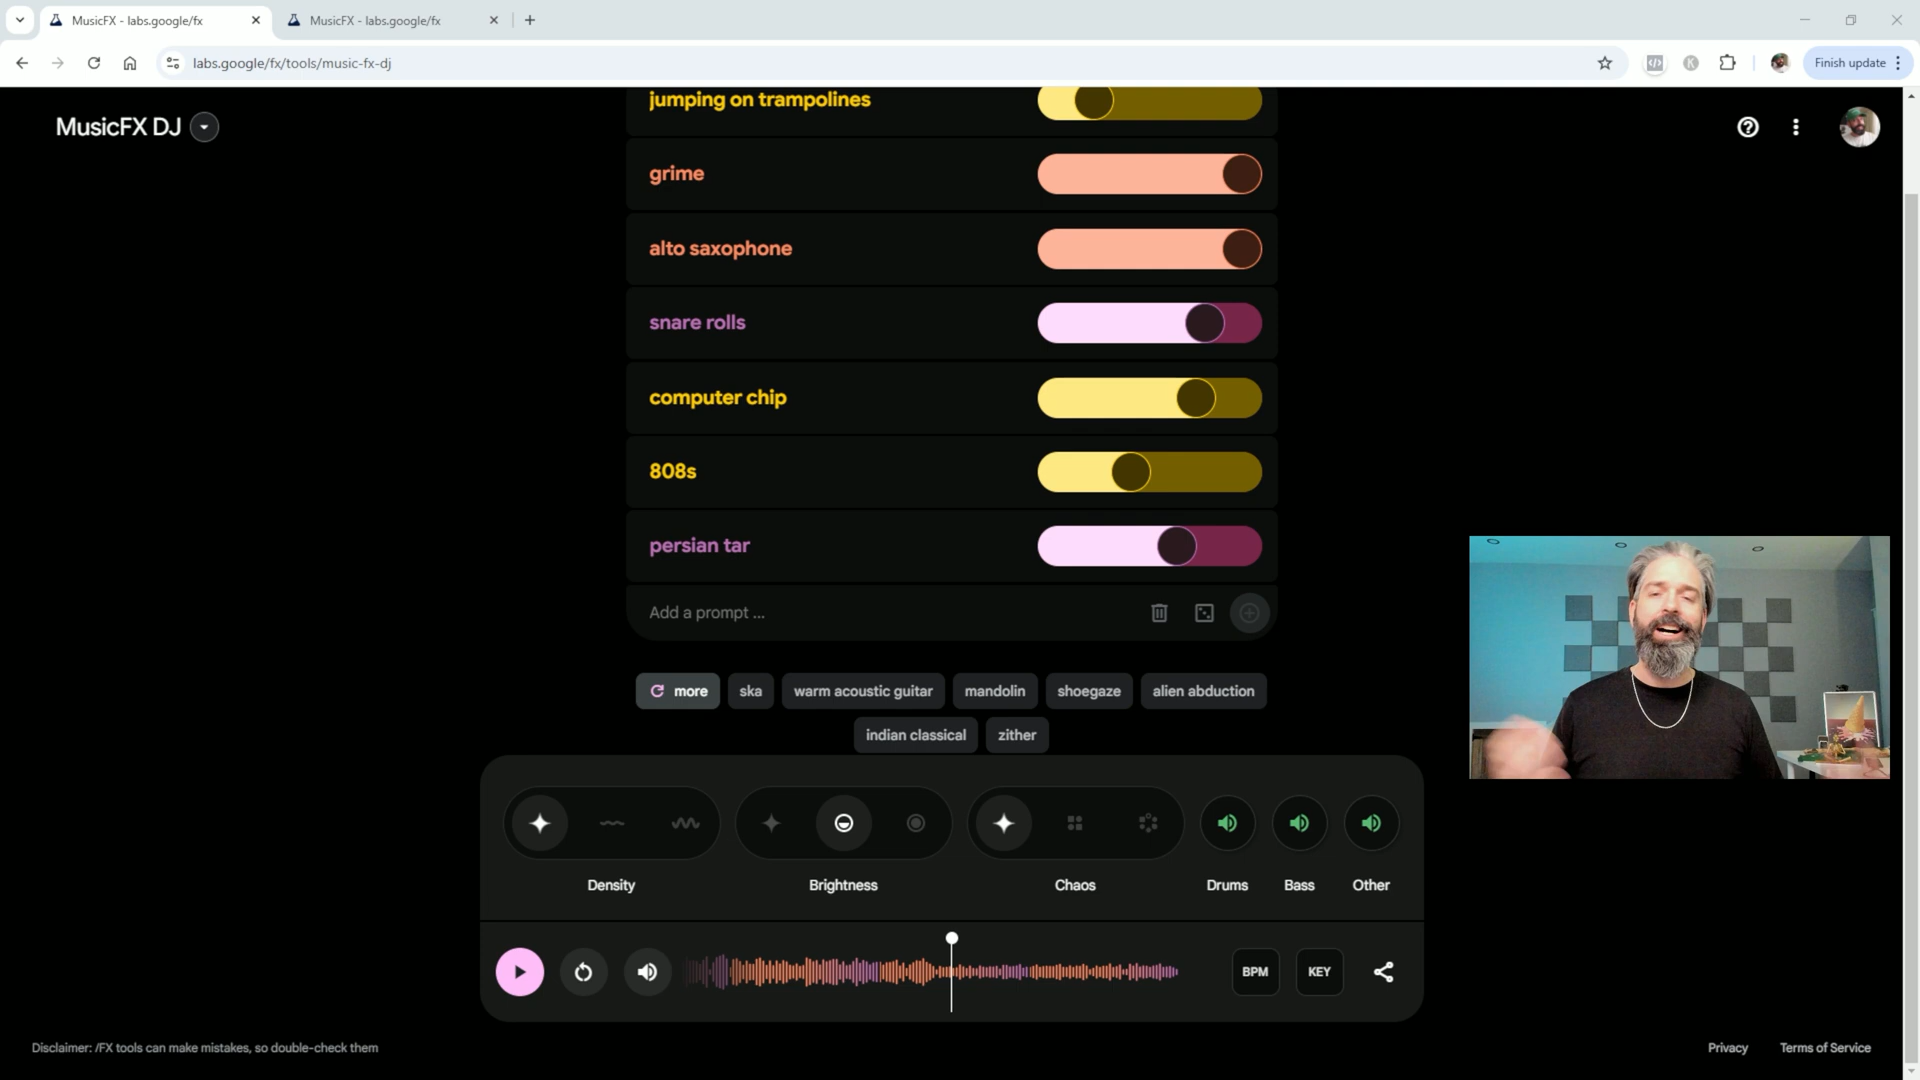 MusicFX - labs.google/fx
MusicFX - labs.google/fx
labs.google/fx/tools/music-fx-dj
Finish update
MusicFX DJ
jumping on trampolines
grime
alto saxophone
snare rolls
computer chip
808s
persian tar
Add a prompt ...
more
ska
warm acoustic guitar
mandolin
shoegaze
alien abduction
indian classical
zither
Density
Brightness
Chaos
Drums
Bass
Other
BPM
KEY
Disclaimer: /FX tools can make mistakes, so double-check them
Privacy
Terms of Service